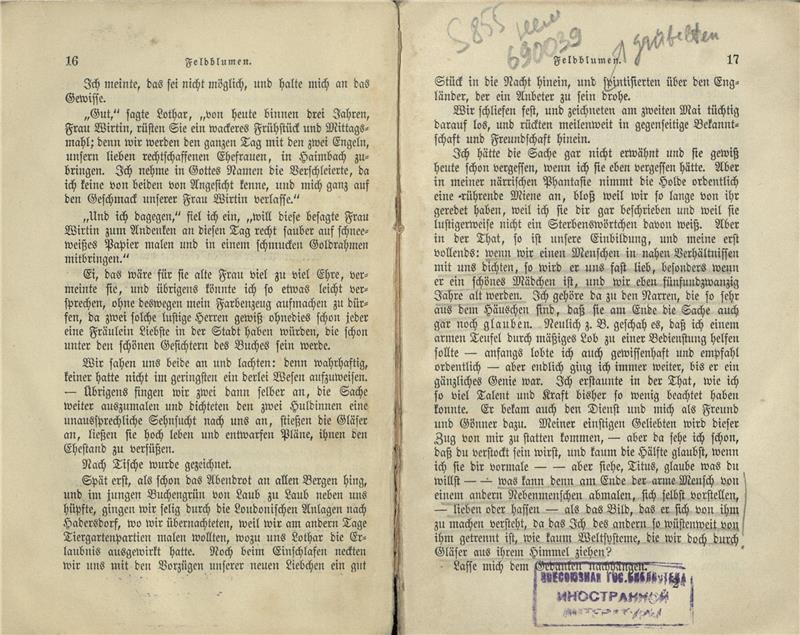 16 Feldblumen.
Ich meinte, das sei nicht möglich, und halte mich an das
Gewisse.
„Gut,“ sagte Lothar, „von heute binnen drei Jahren,
Frau Wirtin, rüsten Sie ein wackeres Frühstück und Mittags-
mahl; denn wir werden den ganzen Tag mit den zwei Engeln,
unsern lieben rechtschaffenen Ehefrauen, in Haimbach zu-
bringen. Ich nehme in Gottes Namen die Verschleierte, da
ich keine von beiden von Angesicht kenne, und mich ganz auf
den Geschmack unserer Frau Wirtin verlasse.“
„Und ich dagegen,“ fiel ich ein, „will diese besagte Frau
Wirtin zum Andenken an diesen Tag recht sauber auf schnee-
weißes Papier malen und in einem schmucken Goldrahmen
mitbringen.“
Ei, das wäre für sie alte Frau viel zu viel Ehre, ver-
meinte sie, und übrigens könnte ich so etwas leicht ver-
sprechen, ohne deswegen mein Farbenzeug aufmachen zu dür-
fen, da zwei solche lustige Herren gewiß ohnedies schon jeder
eine Fräulein Liebste in der Stadt haben würden, die schon
unter den schönen Gesichtern des Buches sein werde.
Wir sahen uns beide an und lachten: denn wahrhaftig,
keiner hatte nicht im geringsten ein derlei Wesen aufzuweisen.
— Übrigens fingen wir zwei dann selber an, die Sache
weiter auszumalen und dichteten den zwei Huldinnen eine
unaussprechliche Sehnsucht nach uns an, stießen die Gläser
an, ließen sie hoch leben und entwarfen Pläne, ihnen den
Ehestand zu versüßen.
Nach Tische wurde gezeichnet.
Spät erst, als schon das Abendrot an allen Bergen hing,
und im jungen Buchengrün von Laub zu Laub neben uns
hüpfte, gingen wir selig durch die Loudonischen Anlagen nach
Hadersdorf, wo wir übernachteten, weil wir am andern Tage
Tiergartenpartien malen wollten, wozu uns Lothar die Er-
laubnis ausgewirkt hatte. Noch beim Einschlafen neckten
wir uns mit den Vorzügen unserer neuen Liebchen ein gut
S855
690039
grübelten
Feldblumen. 17
Stück in die Nacht hinein, und spintisierten über den Eng-
länder, der ein Anbeter zu sein drohe.
Wir schliefen fest, und zeichneten am zweiten Mai tüchtig
darauf los, und rückten meilenweit in gegenseitige Bekannt-
schaft und Freundschaft hinein.
Ich hätte die Sache gar nicht erwähnt und sie gewiß
heute schon vergessen, wenn ich sie eben vergessen hätte. Aber
in meiner närrischen Phantasie nimmt die Holde ordentlich
eine rührende Miene an, bloß weil wir so lange von ihr
geredet haben, weil ich sie dir gar beschrieben und weil sie
lustigerweise nicht ein Sterbenswörtchen davon weiß. Aber
in der That, so ist unsere Einbildung, und meine erst
vollends: wenn wir einen Menschen in nahen Verhältnissen
mit uns dichten, so wird er uns fast lieb, besonders wenn
er ein schönes Mädchen ist, und wir eben fünfundzwanzig
Jahre alt werden. Ich gehöre da zu den Narren, die so sehr
aus dem Häuschen sind, daß sie am Ende die Sache auch
gar noch glauben. Neulich z. B. geschah es, daß ich einem
armen Teufel durch mäßiges Lob zu einer Bedienstung helfen
sollte — anfangs lobte ich auch gewissenhaft und empfahl
ordentlich — aber endlich ging ich immer weiter, bis er ein
gänzliches Genie war. Ich erstaunte in der That, wie ich
so viel Talent und Kraft bisher so wenig beachtet haben
konnte. Er bekam auch den Dienst und mich als Freund
und Gönner dazu. Meiner einstigen Geliebten wird dieser
Zug von mir zu statten kommen, — aber da sehe ich schon,
daß du verstockt sein wirst, und kaum die Hälfte glaubst, wenn
ich sie dir vormale — — aber siehe, Titus, glaube was du
willst — — was kann denn am Ende der arme Mensch von
einem andern Nebenmenschen abmalen, sich selbst vorstellen,
— lieben oder hassen — als das Bild, das er sich von ihm
zu machen versteht, da das Ich des andern so wüstenweit von
ihm getrennt ist, wie kaum Weltsysteme, die wir doch durch
Gläser aus ihrem Himmel ziehen?
Lasse mich dem Gedanken nachhängen.
2
ВСЕСОЮЗНАЯ ГОС. БИБЛИОТЕКА
ИНОСТРАННОЙ